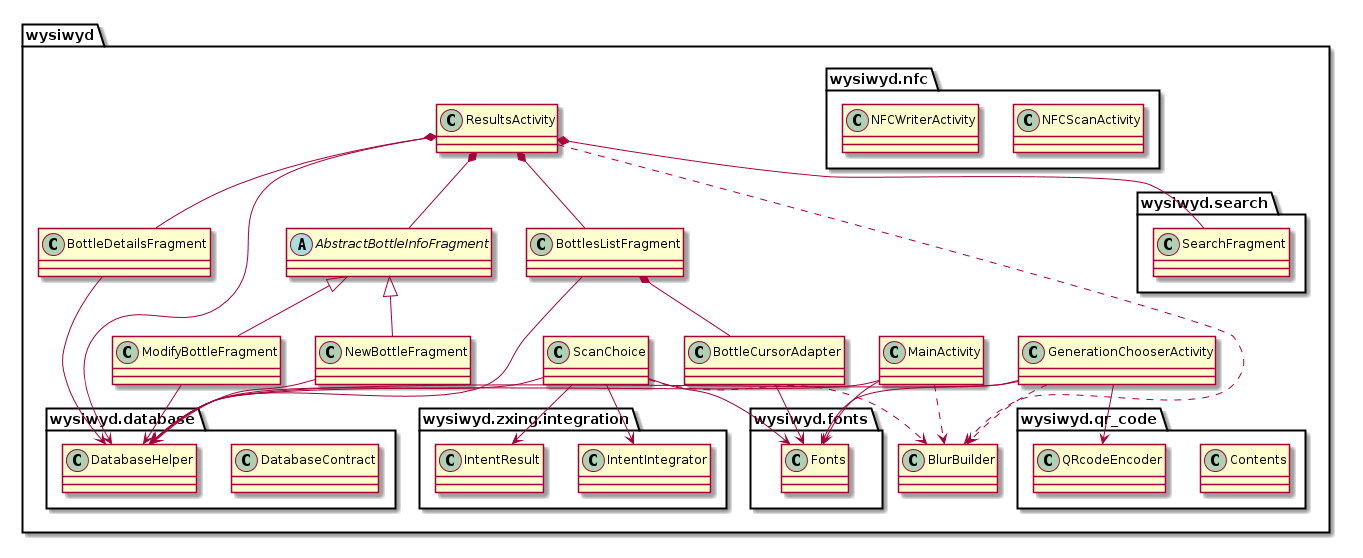 wysiwyd
wysiwyd.nfc
C ResultsActivity
C NFCWriterActivity
C NFCScanActivity
wysiwyd.search
C BottleDetailsFragment
A AbstractBottleInfoFragment
C BottlesListFragment
C SearchFragment
C ModifyBottleFragment
C NewBottleFragment
C ScanChoice
C BottleCursorAdapter
C MainActivity
C GenerationChooserActivity
wysiwyd.database
wysiwyd.zxing.integration
wysiwyd.fonts
wysiwyd.qr_code
C DatabaseHelper
C DatabaseContract
C IntentResult
C IntentIntegrator
C Fonts
C BlurBuilder
C QRcodeEncoder
C Contents